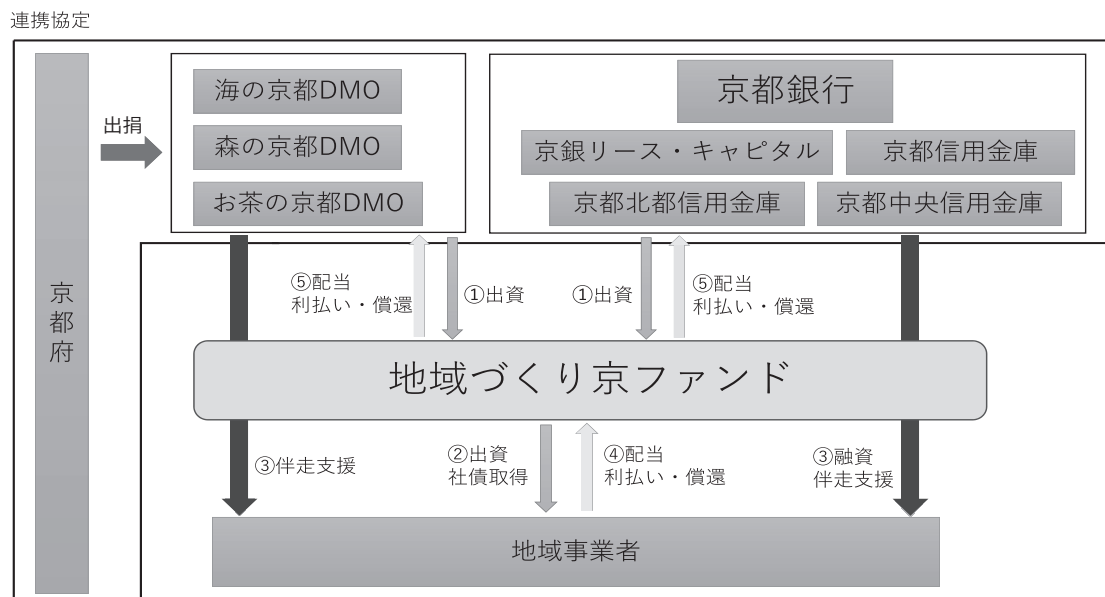 連携協定
京都府
出捐
海の京都DMO
森の京都DMO
お茶の京都DMO
京都銀行
京銀リース・キャピタル
京都信用金庫
京都北都信用金庫
京都中央信用金庫
⑤配当
利払い・償還
①出資
①出資
⑤配当
利払い・償還
地域づくり京ファンド
③伴走支援
②出資
社債取得
④配当
利払い・償還
③融資
伴走支援
地域事業者